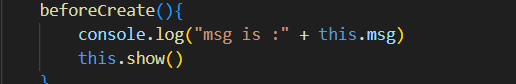 beforeCreate(){
console.log("msg is :" + this.msg)
this.show()
}